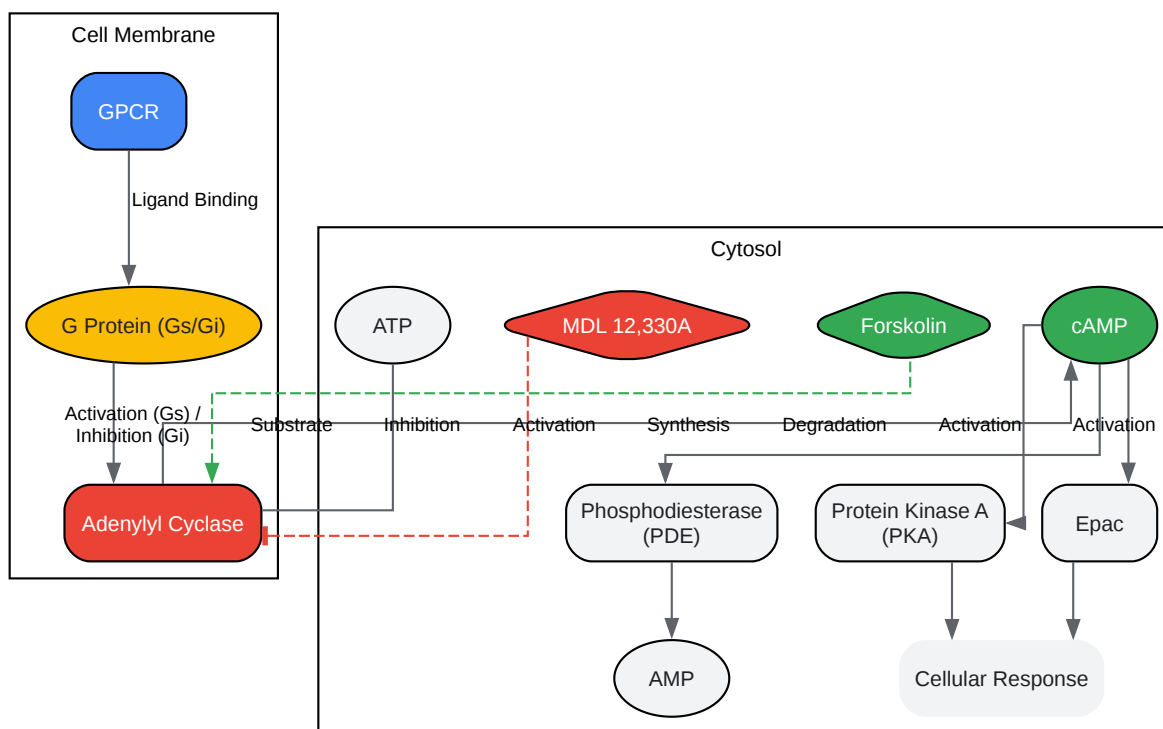 Cell Membrane
GPCR
Ligand Binding
Cytosol
G Protein (Gs/Gi)
ATP
MDL 12,330A
Forskolin
cAMP
Activation (Gs) /
Inhibition (Gi)
Substrate
Inhibition
Activation
Synthesis
Degradation
Activation
Activation
Adenylyl Cyclase
Phosphodiesterase
(PDE)
Protein Kinase A
(PKA)
Epac
AMP
Cellular Response